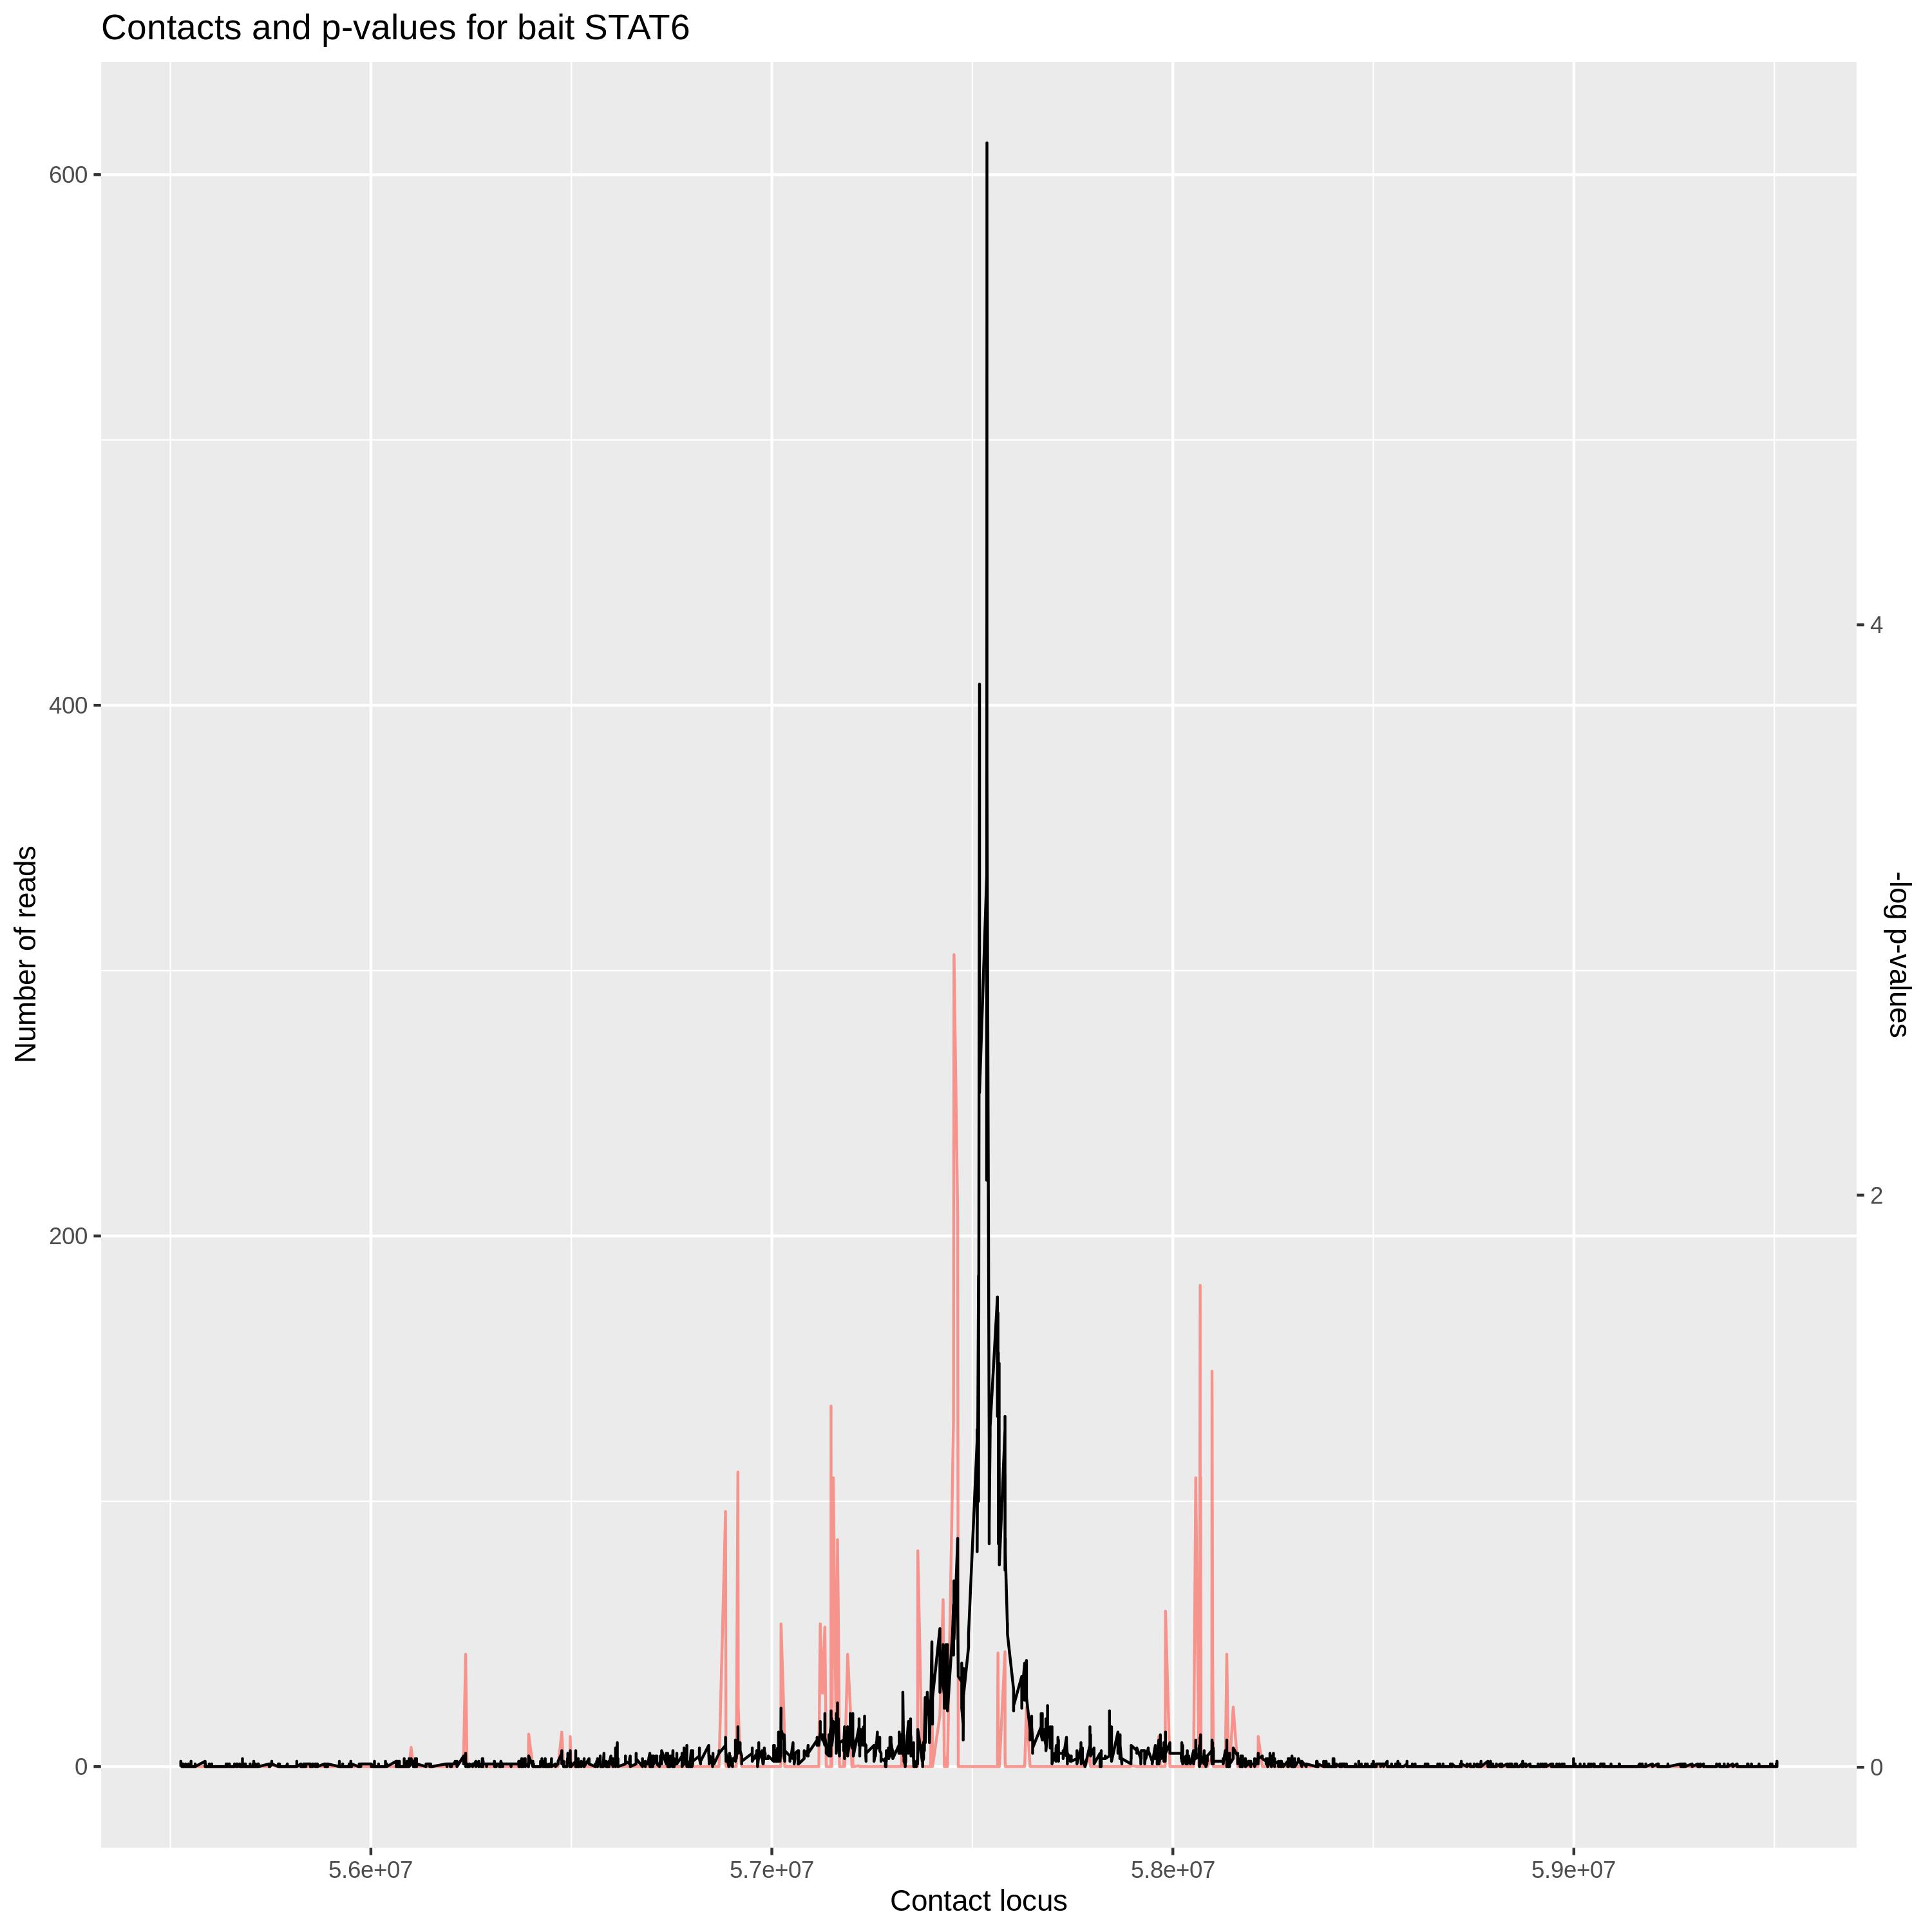 Contacts and p-values for bait STAT6
600
400
200
0
Number of reads
4
2
0
-log p-values
5.6e+07
5.7e+07
5.8e+07
5.9e+07
Contact locus